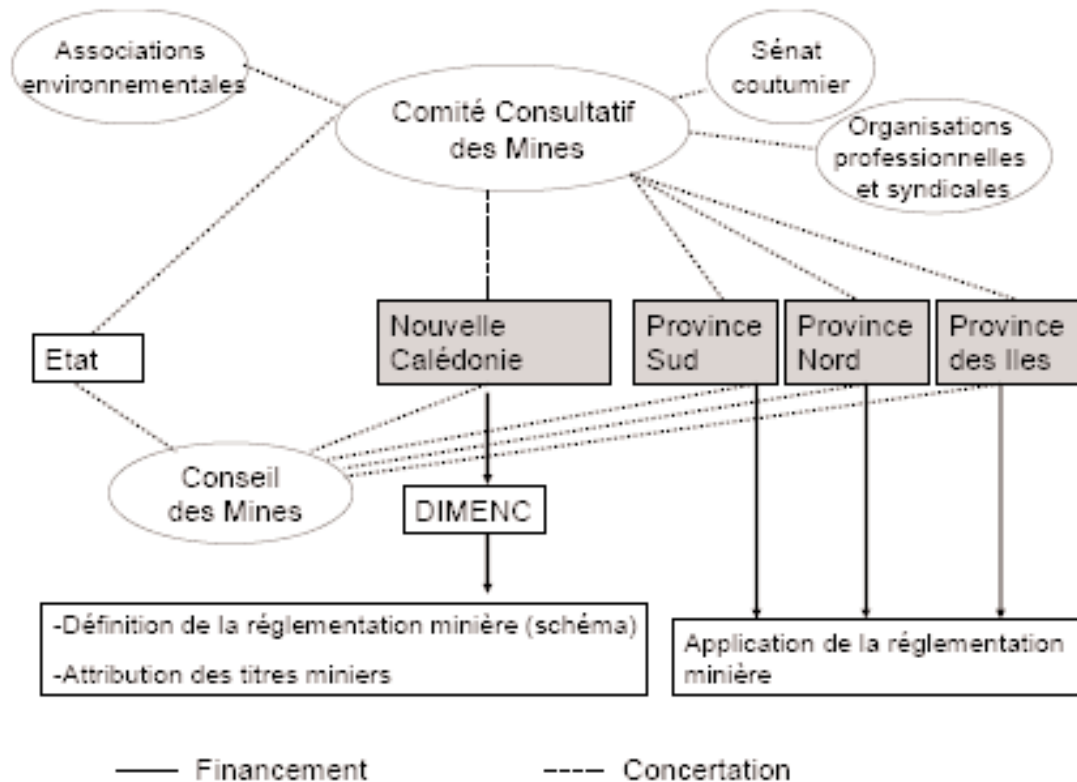 Associations
environnementales
Sénat
coutumier
Comité Consultatif
des Mines
Organisations
professionnelles
et syndicales
Etat
Nouvelle
Calédonie
Province
Sud
Province
Nord
Province
des Iles
Conseil
des Mines
DIMENC
-Définition de la réglementation minière (schéma)
-Attribution des titres miniers
Application de la réglementation
minière
Financement
Concertation